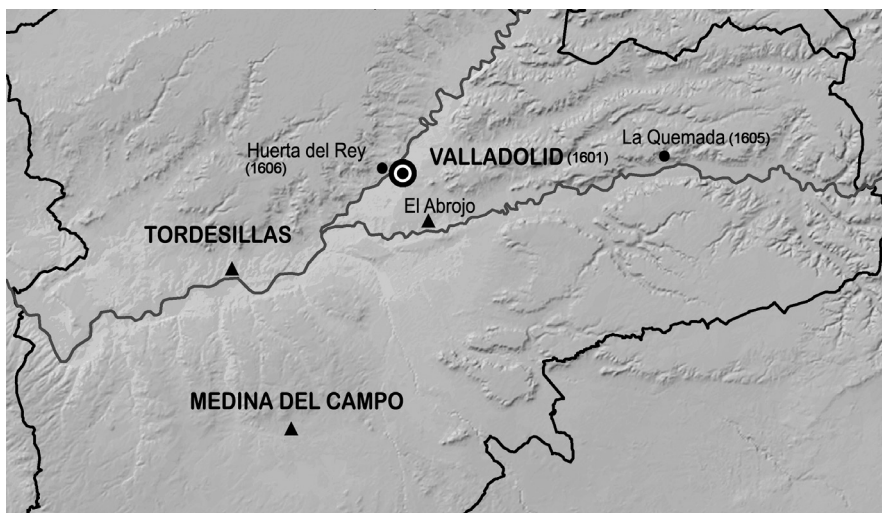 Huerta del Rey
(1606)
VALLADOLID (1601)
La Quemada (1605)
El Abrojo
TORDESILLAS
MEDINA DEL CAMPO